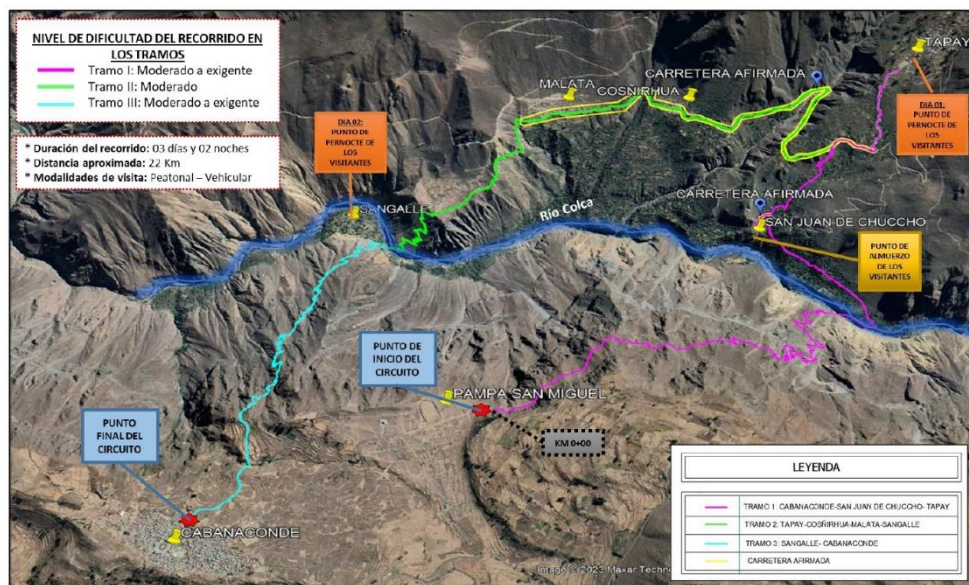 NIVEL DE DIFICULTAD DEL RECORRIDO EN
LOS TRAMOS
Tramo I: Moderado a exigente
Tramo II: Moderado
Tramo III: Moderado a exigente
* Duración del recorrido: 03 días y 02 noches
* Distancia aproximada: 22 Km
* Modalidades de visita: Peatonal – Vehicular
TAPAY
CARRETERA AFIRMADA
MALATA
COSÑIRHUA
DIA 01:
PUNTO DE
PERNOCTE DE
LOS
VISITANTES
DIA 02:
PUNTO DE
PERNOCTE DE
LOS
VISITANTES
SANGALLE
Río Colca
CARRETERA AFIRMADA
SAN JUAN DE CHUCCHO
PUNTO DE
ALMUERZO
DE LOS
VISITANTES
PUNTO DE
INICIO DEL
CIRCUITO
PAMPA SAN MIGUEL
KM 0+00
PUNTO
FINAL DEL
CIRCUITO
CABANACONDE
LEYENDA
TRAMO 1: CABANACONDE-SAN JUAN DE CHUCCHO-TAPAY
TRAMO 2: TAPAY-COSÑIRHUA-MALATA-SANGALLE
TRAMO 3: SANGALLE- CABANACONDE
CARRETERA AFIRMADA
Image © 2023 Maxar Techno